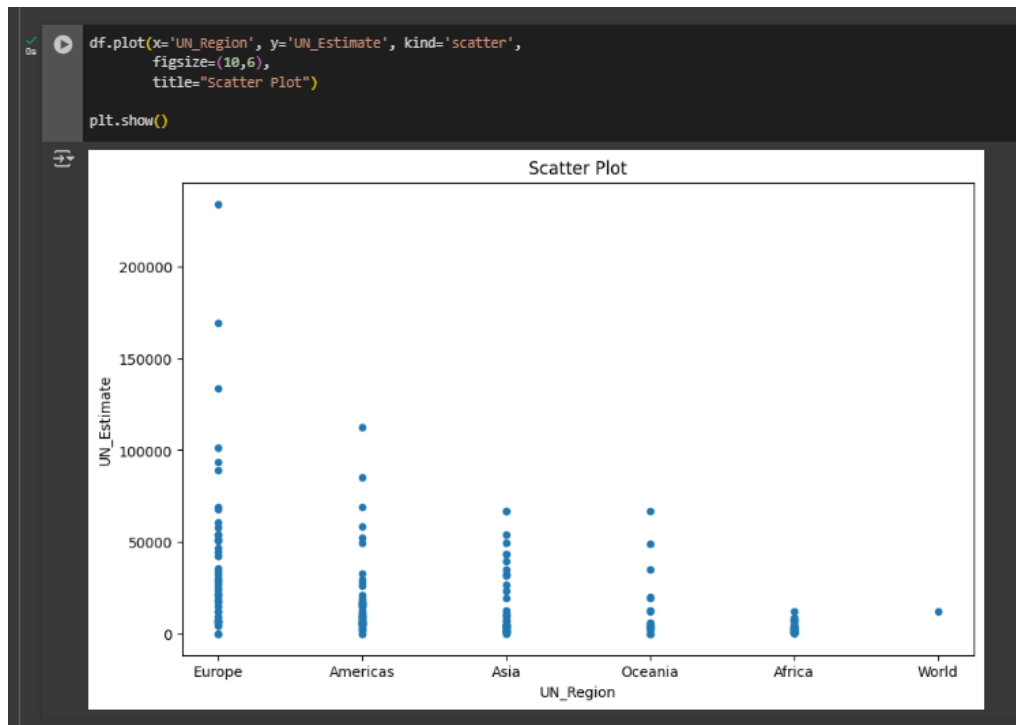 0s
df.plot(x='UN_Region', y='UN_Estimate', kind='scatter',
figsize=(10,6),
title="Scatter Plot")
plt.show()
Scatter Plot
200000
150000
100000
50000
0
UN_Estimate
Europe Americas Asia Oceania Africa World
UN_Region